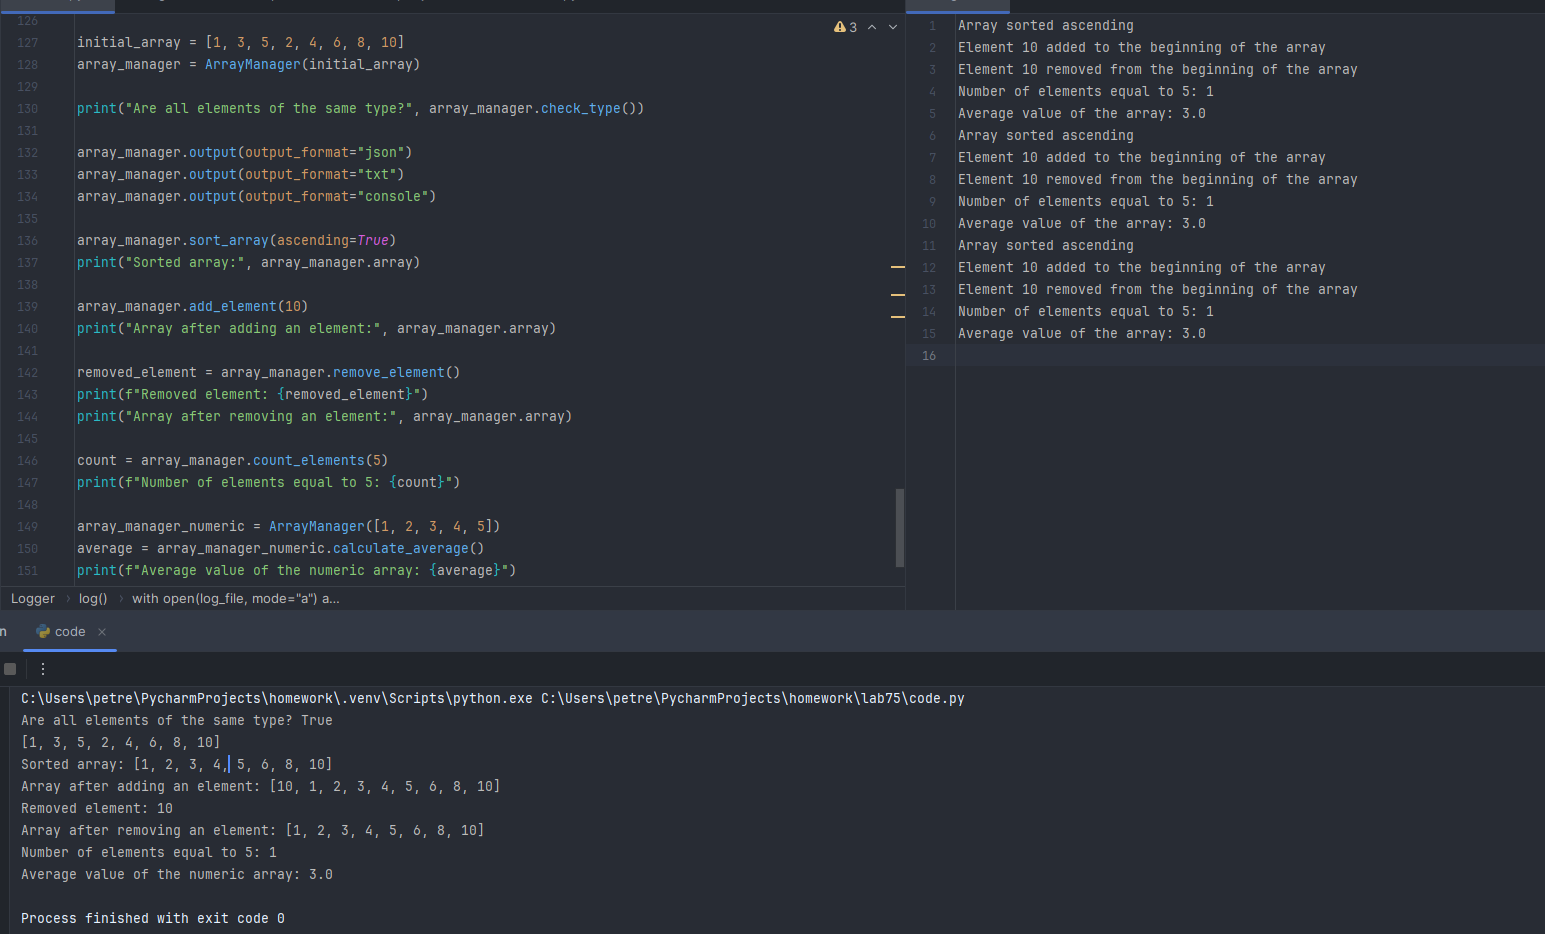 126
127 initial_array = [1, 3, 5, 2, 4, 6, 8, 10]
128 array_manager = ArrayManager(initial_array)
129
130 print("Are all elements of the same type?", array_manager.check_type())
131
132 array_manager.output(output_format="json")
133 array_manager.output(output_format="txt")
134 array_manager.output(output_format="console")
135
136 array_manager.sort_array(ascending=True)
137 print("Sorted array:", array_manager.array)
138
139 array_manager.add_element(10)
140 print("Array after adding an element:", array_manager.array)
141
142 removed_element = array_manager.remove_element()
143 print(f"Removed element: {removed_element}")
144 print("Array after removing an element:", array_manager.array)
145
146 count = array_manager.count_elements(5)
147 print(f"Number of elements equal to 5: {count}")
148
149 array_manager_numeric = ArrayManager([1, 2, 3, 4, 5])
150 average = array_manager_numeric.calculate_average()
151 print(f"Average value of the numeric array: {average}")
3
Logger › log() › with open(log_file, mode="a") a...
1 Array sorted ascending
2 Element 10 added to the beginning of the array
3 Element 10 removed from the beginning of the array
4 Number of elements equal to 5: 1
5 Average value of the array: 3.0
6 Array sorted ascending
7 Element 10 added to the beginning of the array
8 Element 10 removed from the beginning of the array
9 Number of elements equal to 5: 1
10 Average value of the array: 3.0
11 Array sorted ascending
12 Element 10 added to the beginning of the array
13 Element 10 removed from the beginning of the array
14 Number of elements equal to 5: 1
15 Average value of the array: 3.0
16
n code
C:\Users\petre\PycharmProjects\homework\.venv\Scripts\python.exe C:\Users\petre\PycharmProjects\homework\lab75\code.py
Are all elements of the same type? True
[1, 3, 5, 2, 4, 6, 8, 10]
Sorted array: [1, 2, 3, 4, 5, 6, 8, 10]
Array after adding an element: [10, 1, 2, 3, 4, 5, 6, 8, 10]
Removed element: 10
Array after removing an element: [1, 2, 3, 4, 5, 6, 8, 10]
Number of elements equal to 5: 1
Average value of the numeric array: 3.0
Process finished with exit code 0